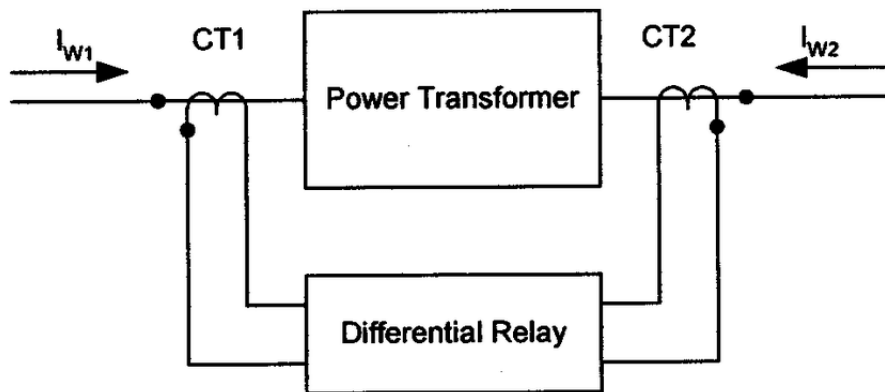 I_W1
CT1
Power Transformer
CT2
I_W2
Differential Relay